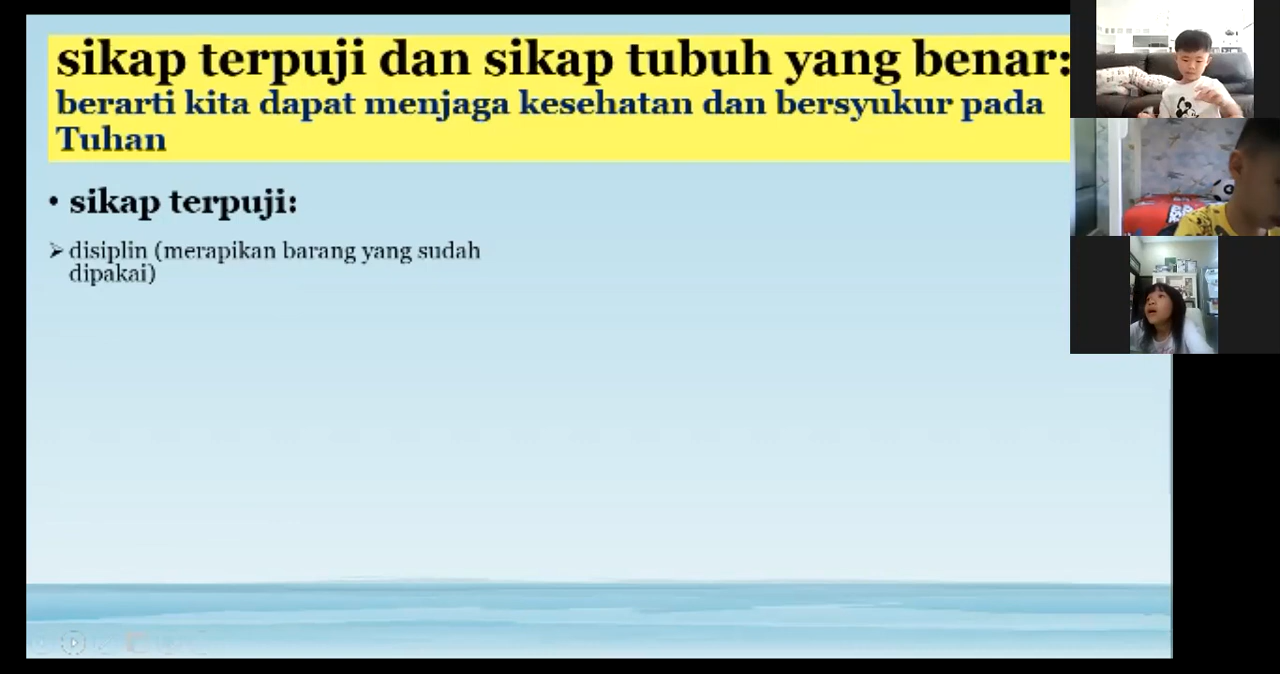 sikap terpuji dan sikap tubuh yang benar:
berarti kita dapat menjaga kesehatan dan bersyukur pada
Tuhan
• sikap terpuji:
➢ disiplin (merapikan barang yang sudah
dipakai)